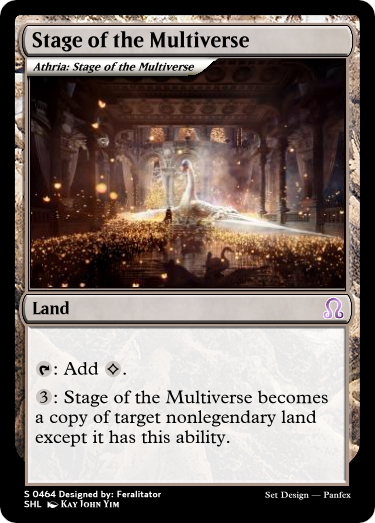 Stage of the Multiverse
Athria: Stage of the Multiverse
Land
: Add .
3: Stage of the Multiverse becomes
a copy of target nonlegendary land
except it has this ability.
S 0464 Designed by: Feralitator
SHL Kay John Yim
Set Design — Panfex